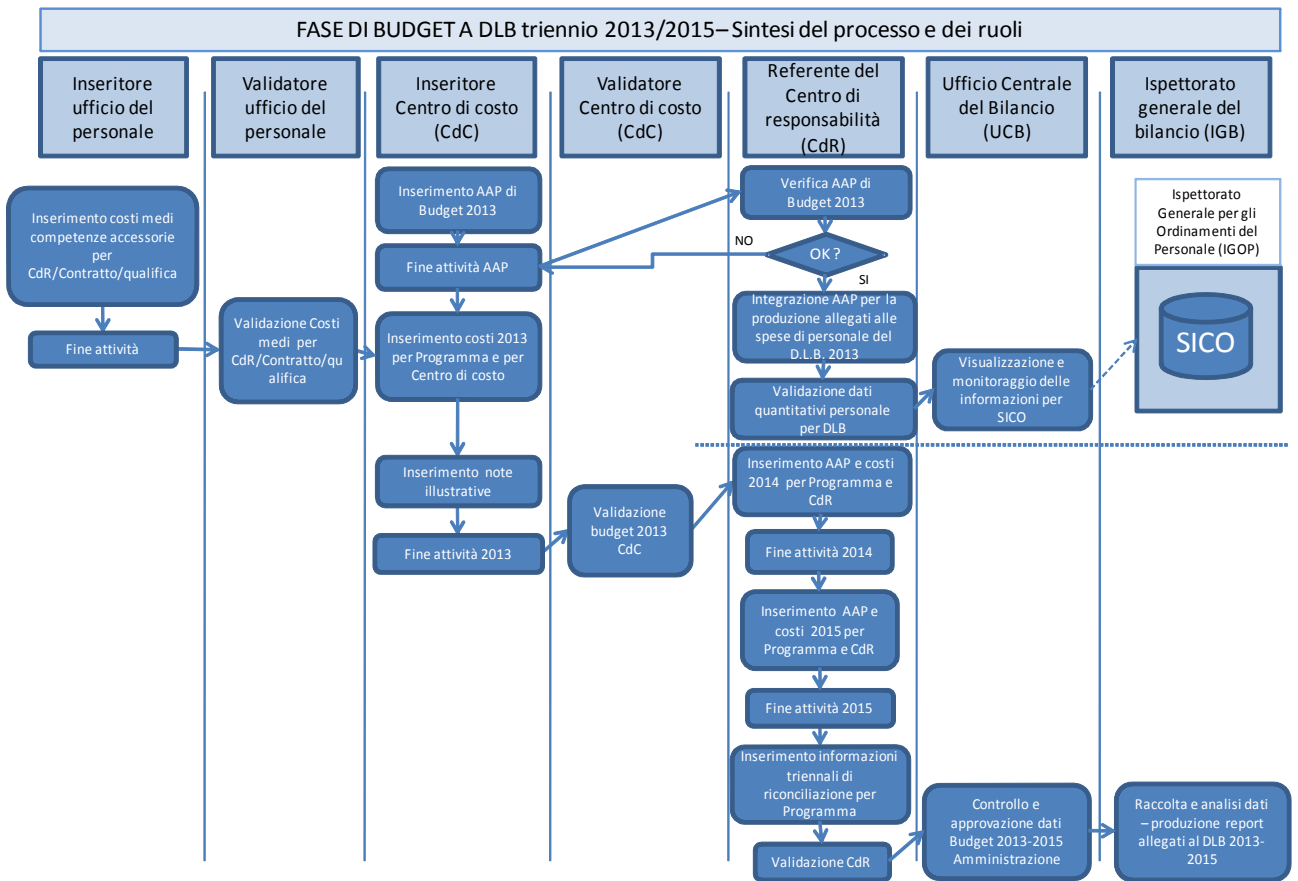 FASE DI BUDGET A DLB triennio 2013/2015– Sintesi del processo e dei ruoli
Inseritore
ufficio del
personale
Validatore
ufficio del
personale
Inseritore
Centro di costo
(CdC)
Validatore
Centro di costo
(CdC)
Referente del
Centro di
responsabilità
(CdR)
Ufficio Centrale
del Bilancio
(UCB)
Ispettorato
generale del
bilancio (IGB)
Inserimento costi medi
competenze accessorie
per
CdR/Contratto/qualifica
Fine attività
Validazione Costi
medi per
CdR/Contratto/qu
alifica
Inserimento AAP di
Budget 2013
Fine attività AAP
Inserimento costi 2013
per Programma e per
Centro di costo
Inserimento note
illustrative
Fine attività 2013
Validazione
budget 2013
CdC
Verifica AAP di
Budget 2013
NO
OK ?
SI
Integrazione AAP per la
produzione allegati alle
spese di personale del
D.L.B. 2013
Validazione dati
quantitativi personale
per DLB
Visualizzazione e
monitoraggio delle
informazioni per
SICO
Ispettorato
Generale per gli
Ordinamenti del
Personale (IGOP)
SICO
Inserimento AAP e costi
2014 per Programma e
CdR
Fine attività 2014
Inserimento AAP e
costi 2015 per
Programma e CdR
Fine attività 2015
Inserimento informazioni
triennali di
riconciliazione per
Programma
Validazione CdR
Controllo e
approvazione dati
Budget 2013-2015
Amministrazione
Raccolta e analisi dati
– produzione report
allegati al DLB 2013-
2015